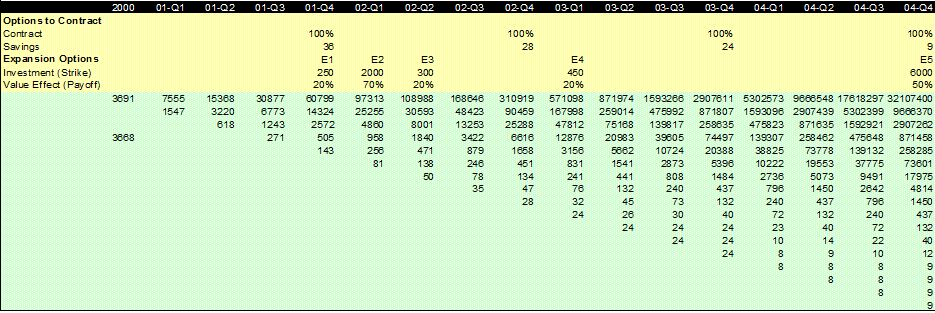 2000 01-Q1 01-Q2 01-Q3 01-Q4 02-Q1 02-Q2 02-Q3 02-Q4 03-Q1 03-Q2 03-Q3 03-Q4 04-Q1 04-Q2 04-Q3 04-Q4
Options to Contract
Contract 100% 100% 100% 100%
Savings 36 28 24 9
Expansion Options E1 E2 E3 E4 E5
Investment (Strike) 250 2000 300 450 6000
Value Effect (Payoff) 20% 70% 20% 20% 50%
3691 7555 15368 30877 60799 97313 108988 168646 310919 571098 871974 1593266 2907611 5302573 9666548 17618297 32107400
1547 3220 6773 14324 25255 30593 48423 90459 167998 259014 475992 871807 1593096 2907439 5302399 9666370
618 1243 2572 4860 8001 13253 25288 47812 75168 139817 258635 475823 871635 1592921 2907262
3668 271 505 958 1840 3422 6616 12876 20983 39605 74497 139307 258462 475648 871458
143 256 471 879 1658 3156 5662 10724 20388 38825 73778 139132 258285
81 138 246 451 831 1541 2873 5396 10222 19553 37775 73601
50 78 134 241 441 808 1484 2736 5073 9491 17975
35 47 76 132 240 437 796 1450 2642 4814
28 32 45 73 132 240 437 796 1450
24 26 30 40 72 132 240 437
24 24 24 23 40 72 132
24 24 10 14 22 40
24 8 9 10 12
8 8 8 9
8 8 9
8 9
9